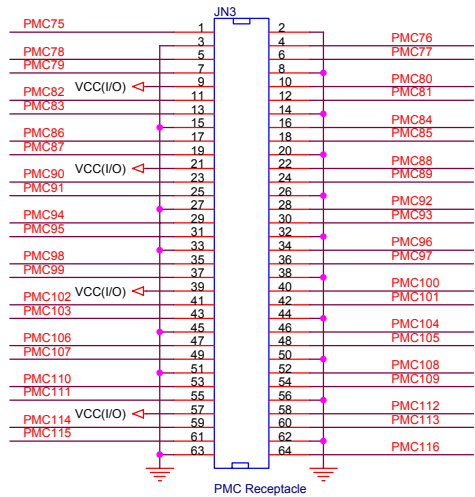 JN3
PMC75 1 2
3 4 PMC76
PMC78 5 6 PMC77
PMC79 7 8
VCC(I/O) 9 10 PMC80
PMC82 11 12 PMC81
PMC83 13 14
15 16 PMC84
PMC86 17 18 PMC85
PMC87 19 20
VCC(I/O) 21 22 PMC88
PMC90 23 24 PMC89
PMC91 25 26
27 28 PMC92
PMC94 29 30 PMC93
PMC95 31 32
33 34 PMC96
PMC98 35 36 PMC97
PMC99 37 38
VCC(I/O) 39 40 PMC100
PMC102 41 42 PMC101
PMC103 43 44
45 46 PMC104
PMC106 47 48 PMC105
PMC107 49 50
51 52 PMC108
PMC110 53 54 PMC109
PMC111 55 56
VCC(I/O) 57 58 PMC112
PMC114 59 60 PMC113
PMC115 61 62
63 64 PMC116
PMC Receptacle